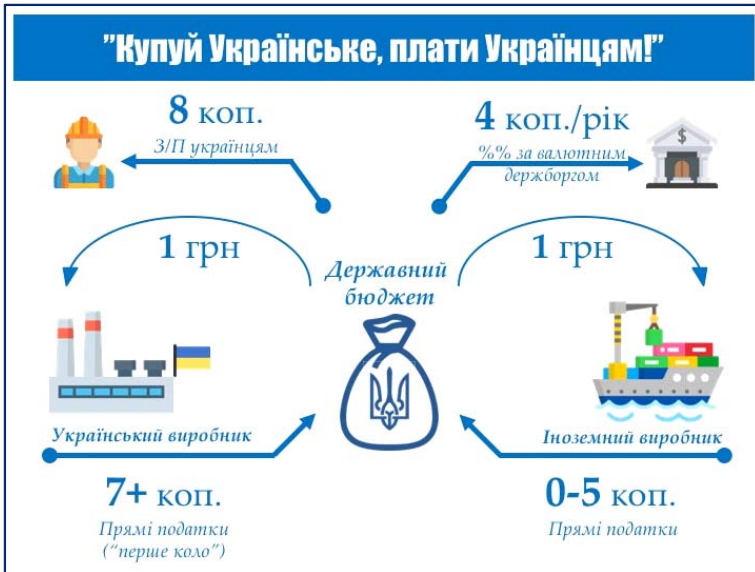 "Купуй Українське, плати Українцям!"
8 коп.
З/П українцям
4 коп./рік
%% за валютним
держборгом
$
1 грн
1 грн
Державний
бюджет
Український виробник
Іноземний виробник
7+ коп.
Прямі податки
("перше коло")
0-5 коп.
Прямі податки